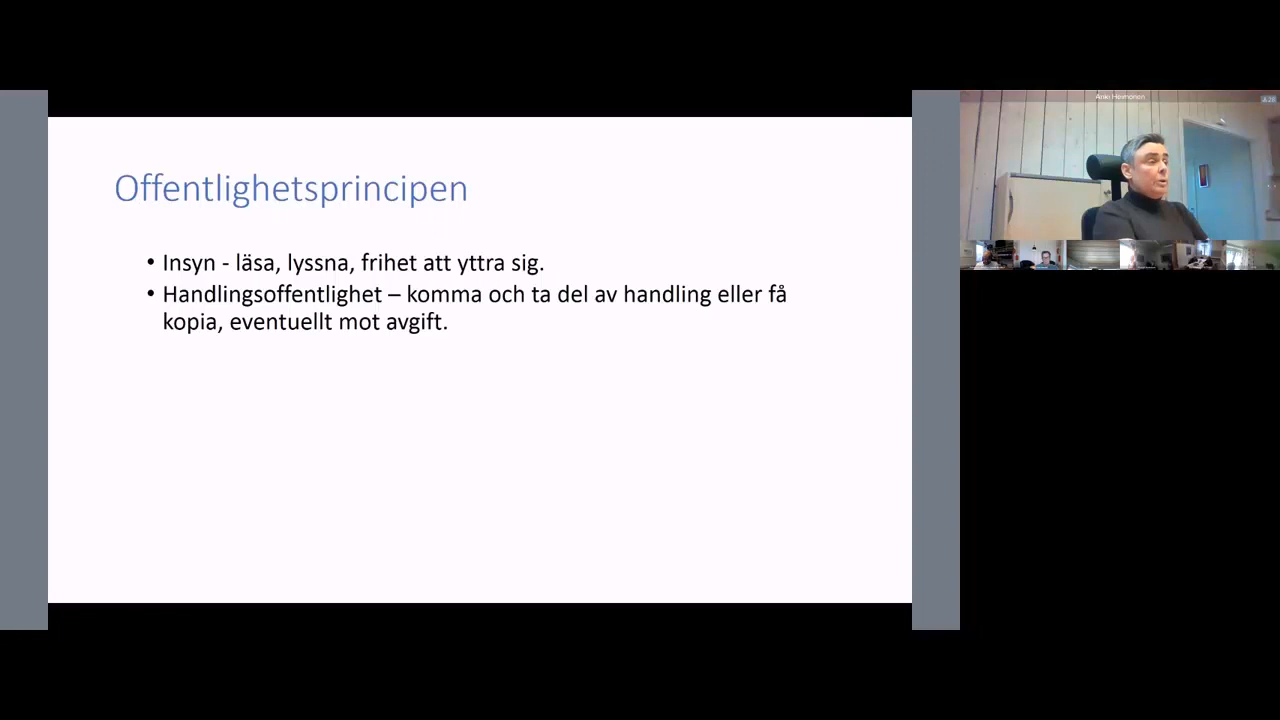 Offentlighetsprincipen
• Insyn - läsa, lyssna, frihet att yttra sig.
• Handlingsoffentlighet – komma och ta del av handling eller få
kopia, eventuellt mot avgift.